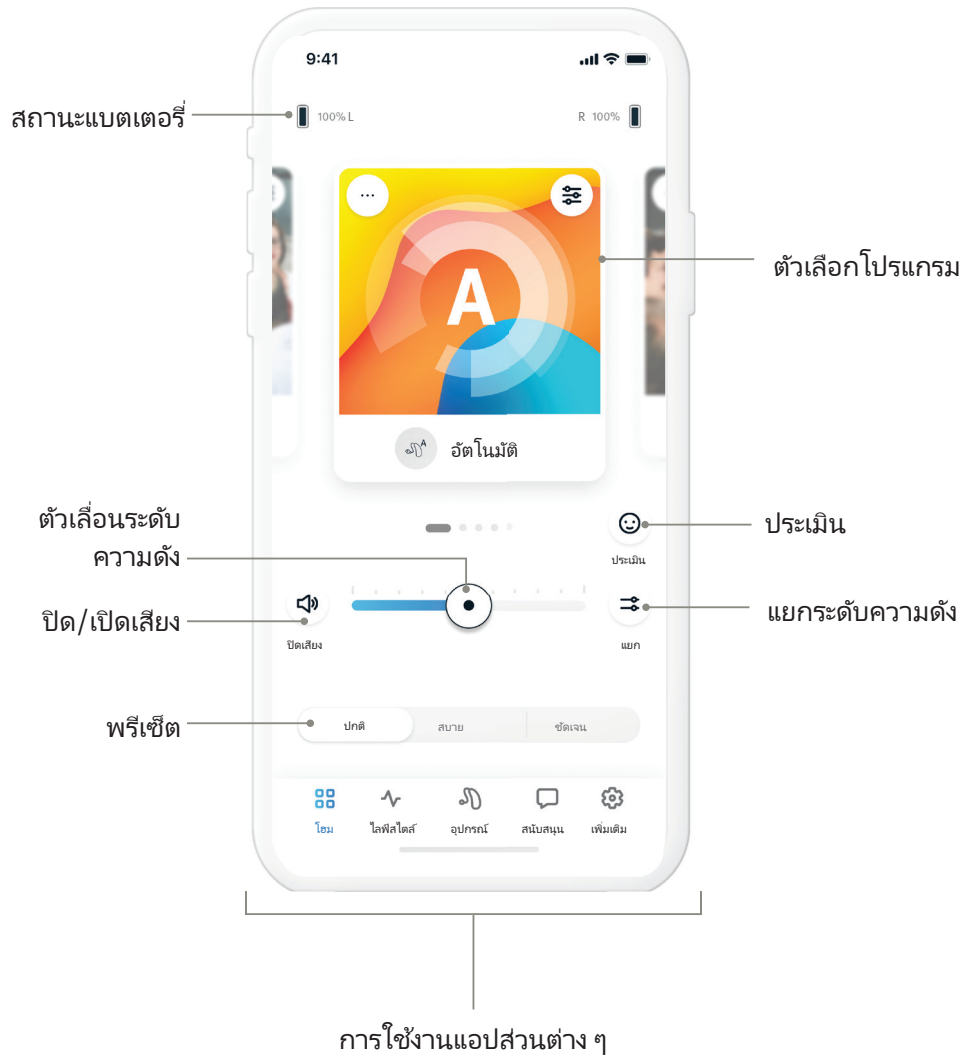 9:41
สถานะแบตเตอรี่
100% L
R 100%
A
ตัวเลือกโปรแกรม
A
อัตโนมัติ
ตัวเลื่อนระดับ
ความดัง
ประเมิน
ประเมิน
ปิด/เปิดเสียง
แยกระดับความดัง
ปิดเสียง
แยก
พรีเซ็ต
ปกติ
สบาย
ชัดเจน
โฮม
ไลฟ์สไตล์
อุปกรณ์
สนับสนุน
เพิ่มเติม
การใช้งานแอปส่วนต่าง ๆ